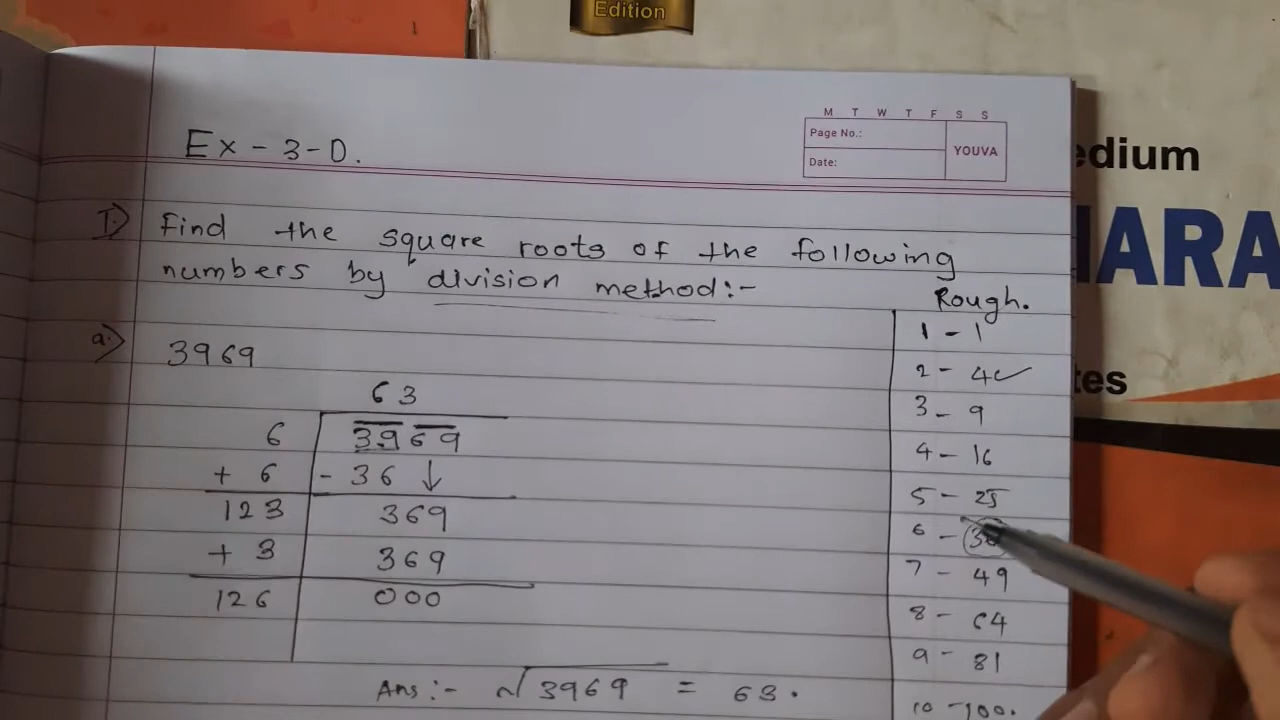 Edition
M T W T F S S
Page No.:
YOUVA
Date:
edium
ARA
tes
Ex - 3 - D.
I.) Find the square roots of the following
numbers by division method :-
a.) 3969
63
6 3969
+ 6 - 36 ↓
123 369
+ 3 369
126 000
Ans :- √3969 = 63.
Rough.
1 - 1
2 - 4 ✓
3 - 9
4 - 16
5 - 25
6 - 36
7 - 49
8 - 64
9 - 81
10 - 100.